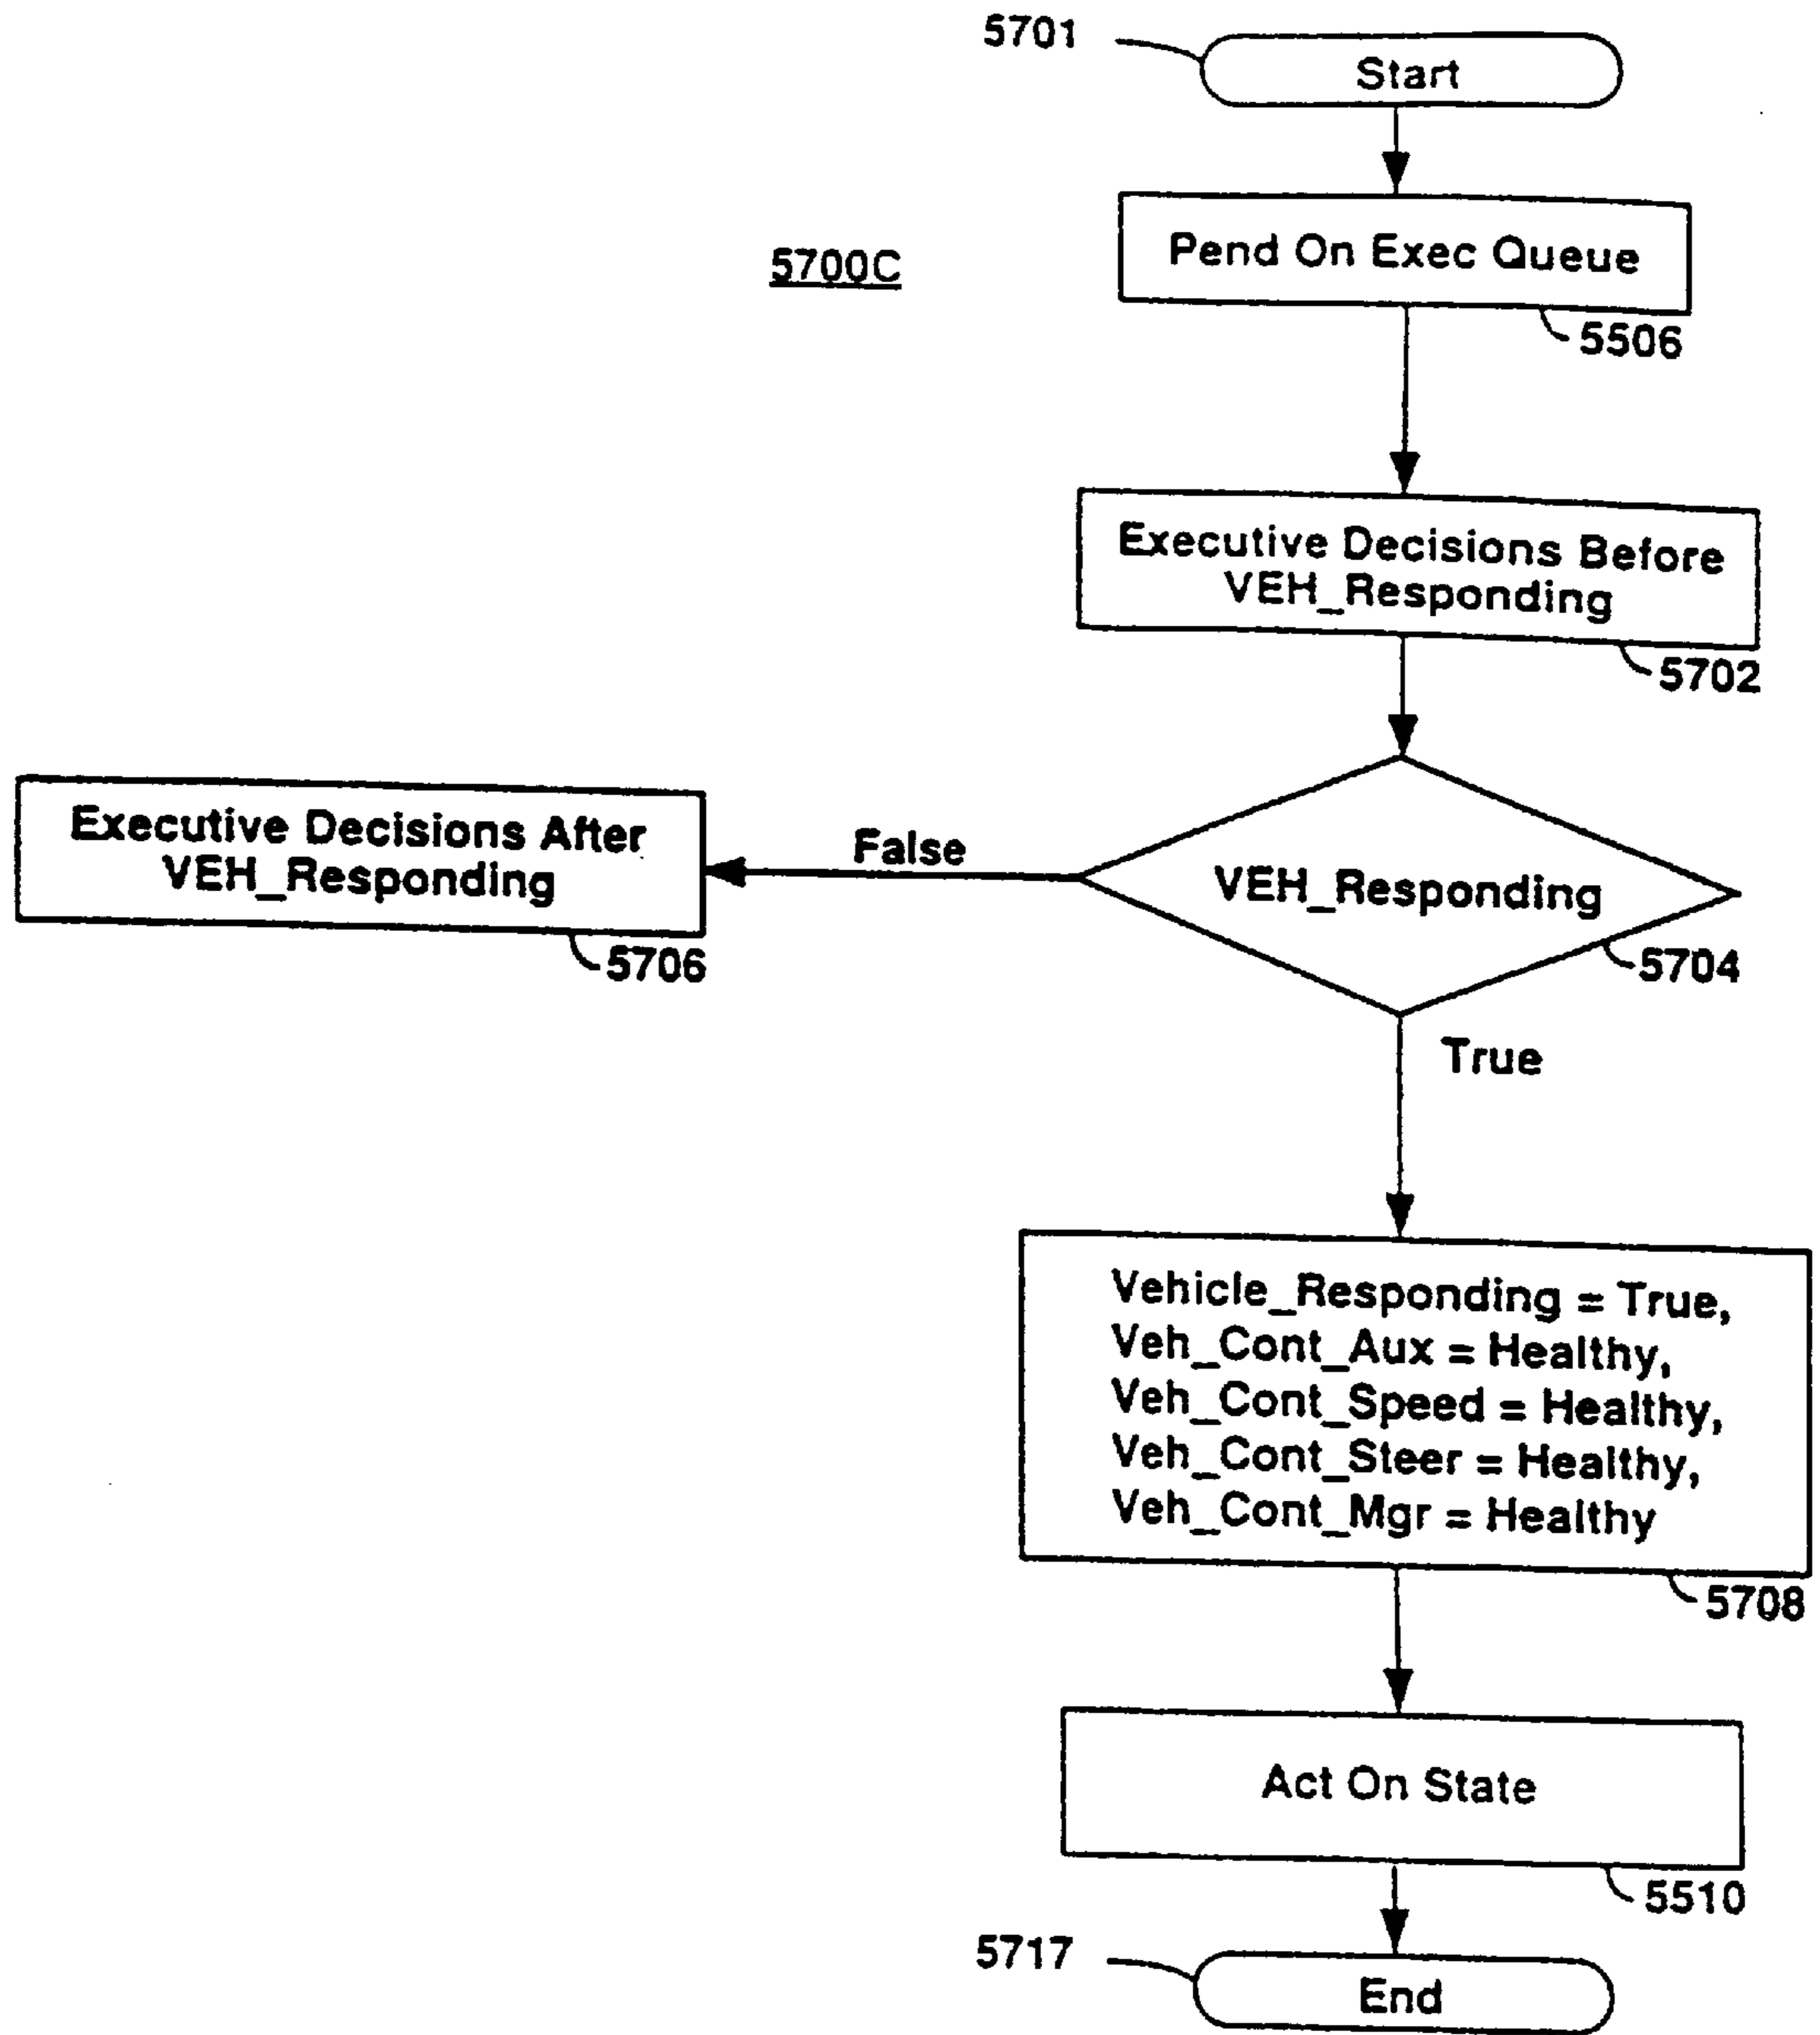 5701
Start
Pend On Exec Queue
5700C
5506
Executive Decisions Before
VEH_Responding
5702
Executive Decisions After
VEH_Responding
False
VEH_Responding
5706
5704
True
Vehicle_Responding = True,
Veh_Cont_Aux = Healthy,
Veh_Cont_Speed = Healthy,
Veh_Cont_Steer = Healthy,
Veh_Cont_Mgr = Healthy
5708
Act On State
5510
5717
End